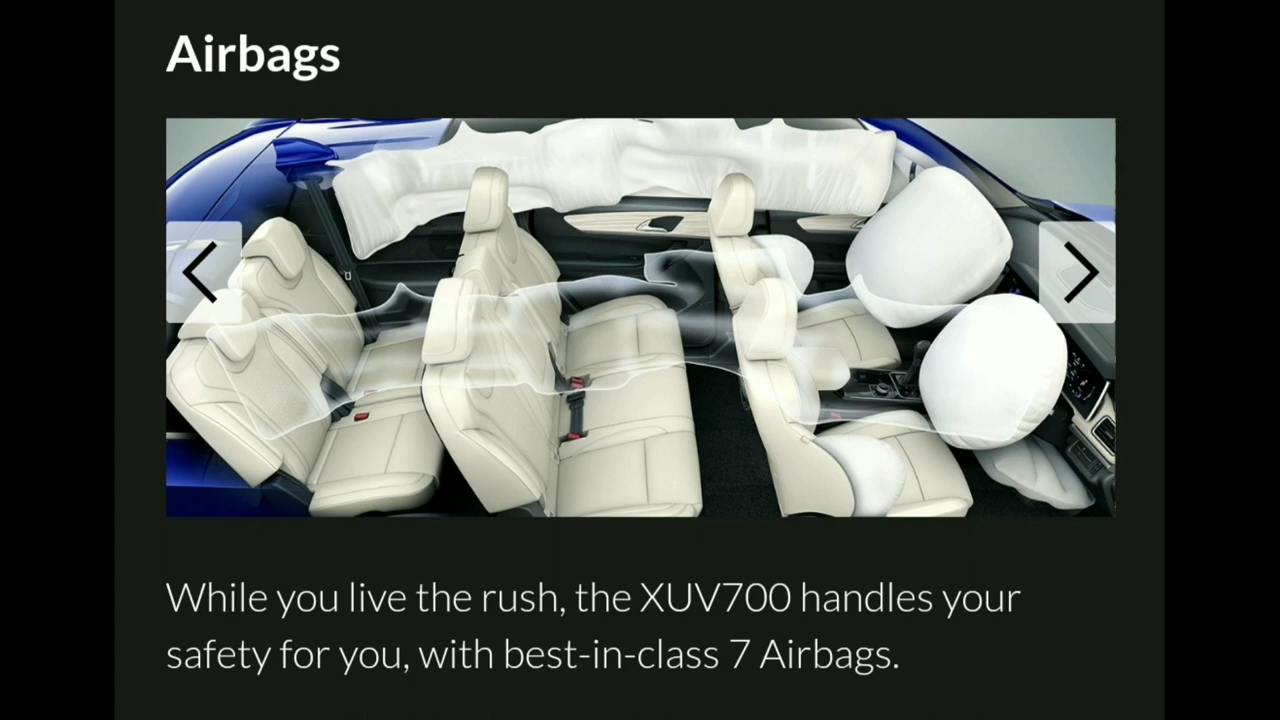 Airbags
While you live the rush, the XUV700 handles your
safety for you, with best-in-class 7 Airbags.